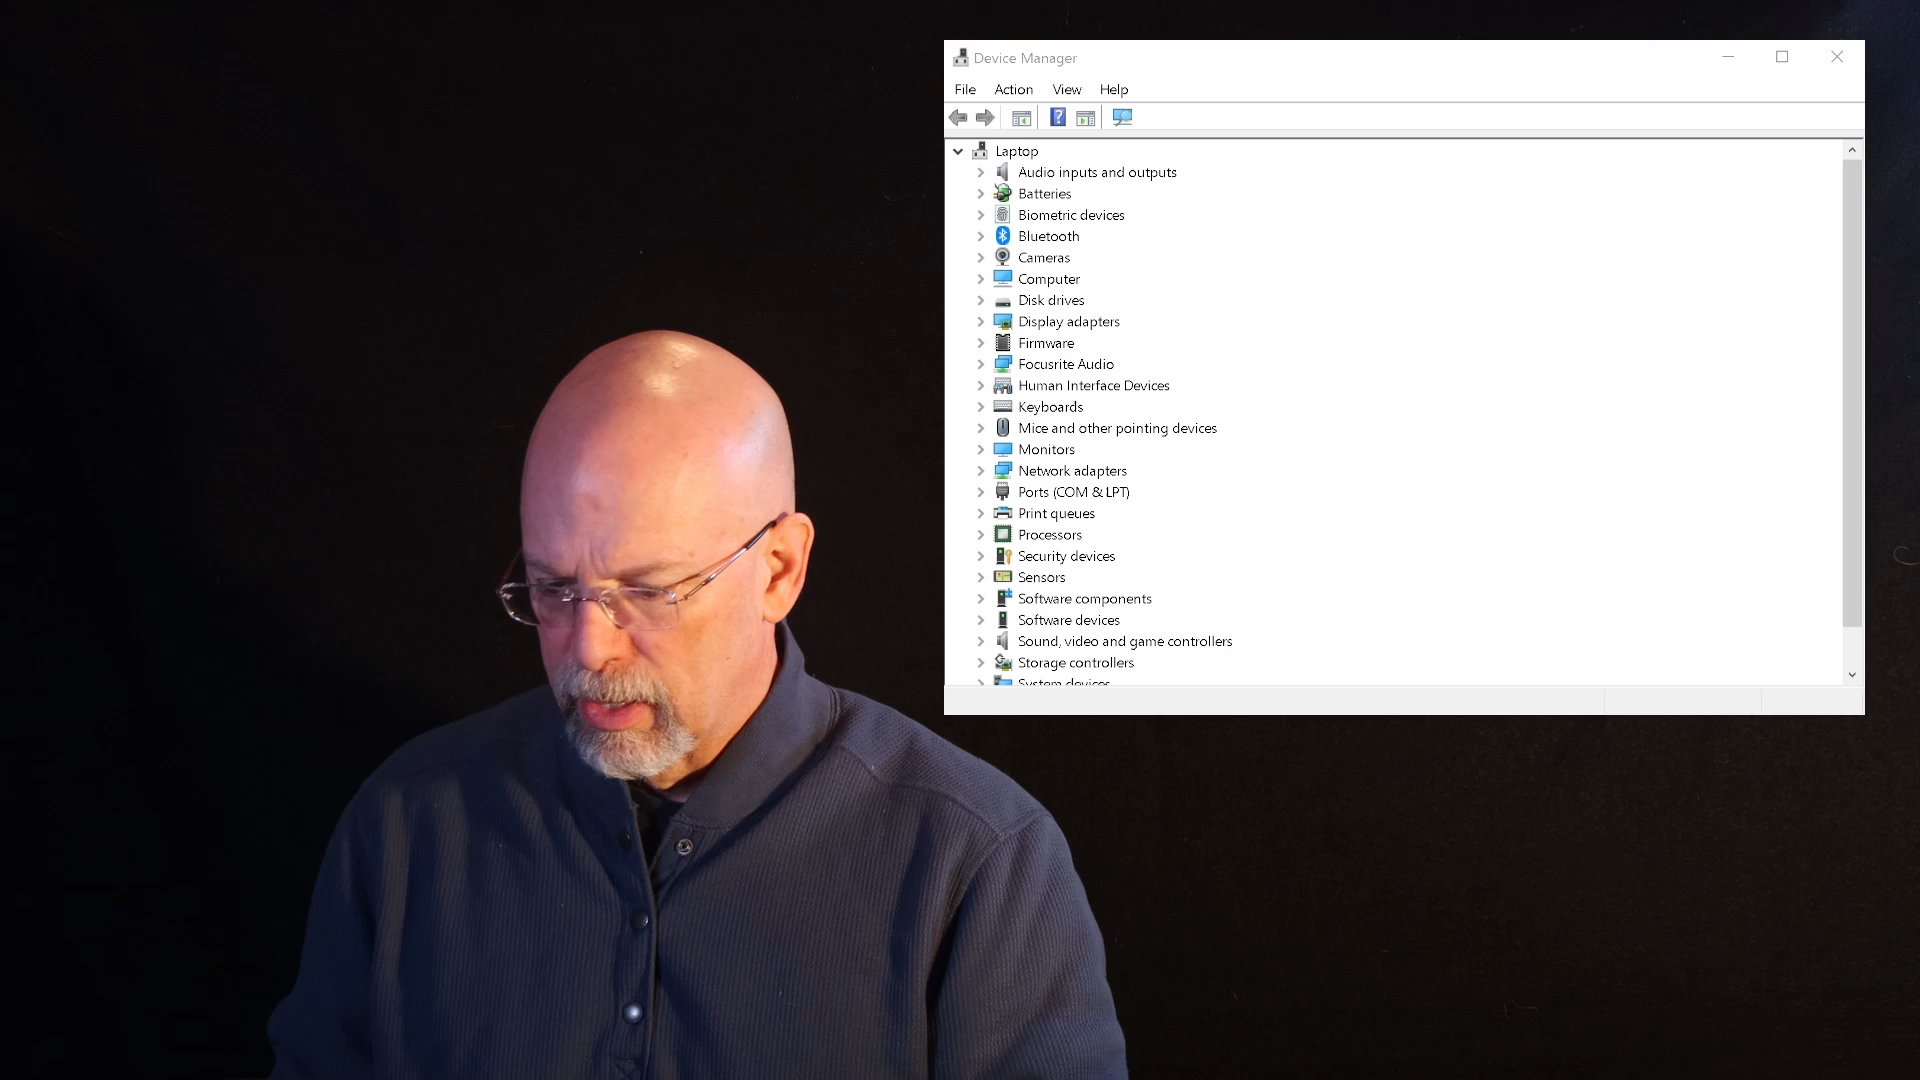 Device Manager
File Action View Help
?
Laptop
Audio inputs and outputs
Batteries
Biometric devices
Bluetooth
Cameras
Computer
Disk drives
Display adapters
Firmware
Focusrite Audio
Human Interface Devices
Keyboards
Mice and other pointing devices
Monitors
Network adapters
Ports (COM & LPT)
Print queues
Processors
Security devices
Sensors
Software components
Software devices
Sound, video and game controllers
Storage controllers
System devices